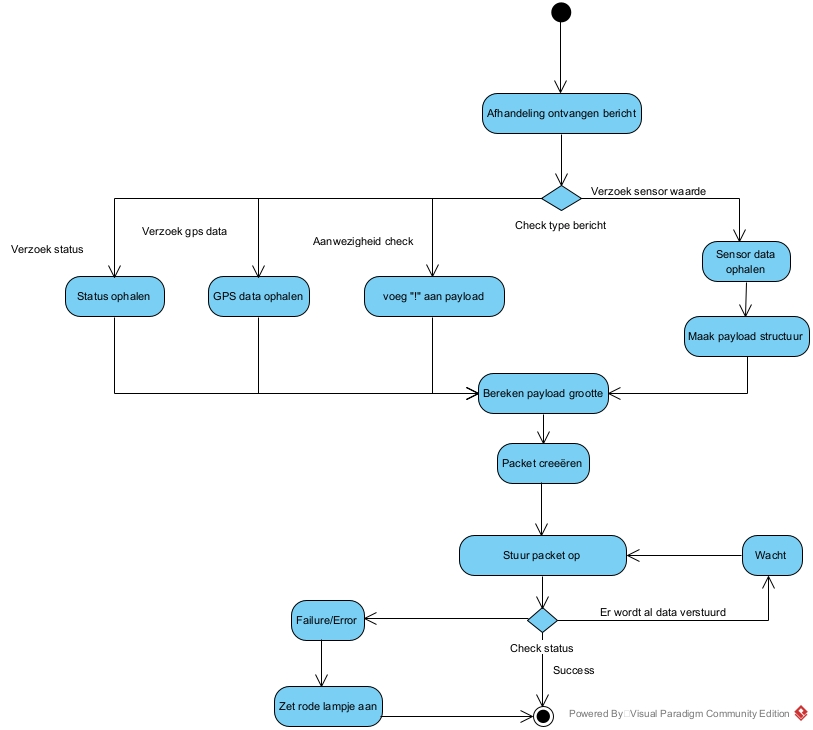 Afhandeling ontvangen bericht
Verzoek sensor waarde
Check type bericht
Verzoek gps data
Aanwezigheid check
Verzoek status
Sensor data
ophalen
Status ophalen
GPS data ophalen
voeg "!" aan payload
Maak payload structuur
Bereken payload grootte
Packet creeëren
Stuur packet op
Wacht
Er wordt al data verstuurd
Failure/Error
Check status
Success
Zet rode lampje aan
Powered By Visual Paradigm Community Edition